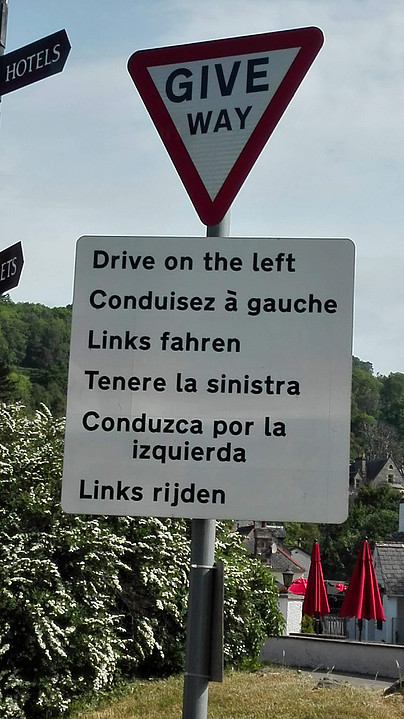 HOTELS
GIVE
WAY
ETS
Drive on the left
Conduisez à gauche
Links fahren
Tenere la sinistra
Conduzca por la
izquierda
Links rijden